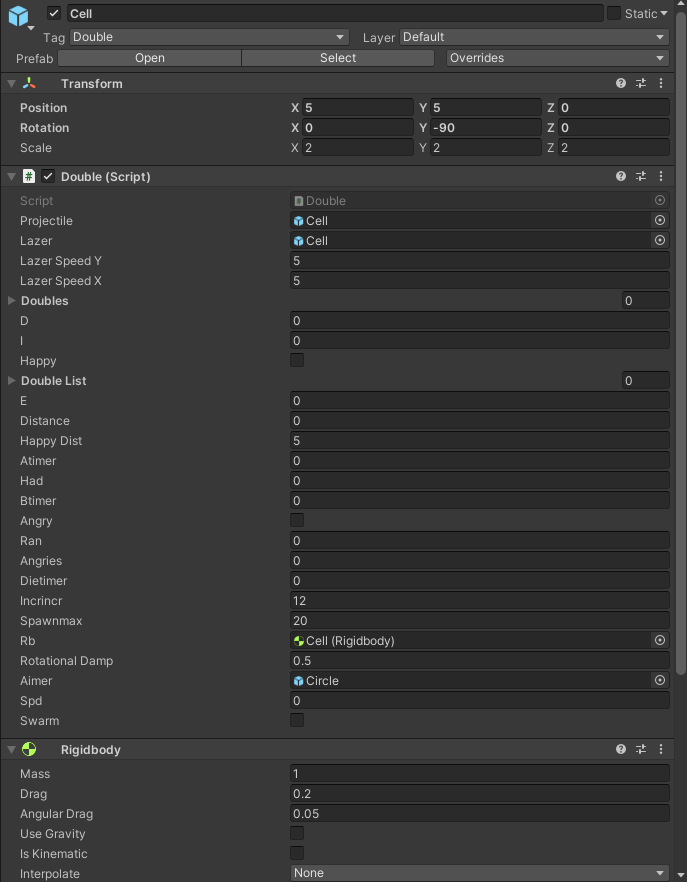 Cell Static
Tag Double Layer Default
Prefab Open Select Overrides
Transform
Position X 5 Y 5 Z 0
Rotation X 0 Y -90 Z 0
Scale X 2 Y 2 Z 2
# Double (Script)
Script # Double
Projectile Cell
Lazer Cell
Lazer Speed Y 5
Lazer Speed X 5
Doubles 0
D 0
I 0
Happy
Double List 0
E 0
Distance 0
Happy Dist 5
Atimer 0
Had 0
Btimer 0
Angry
Ran 0
Angries 0
Dietimer 0
Incrincr 12
Spawnmax 20
Rb Cell (Rigidbody)
Rotational Damp 0.5
Aimer Circle
Spd 0
Swarm
Rigidbody
Mass 1
Drag 0.2
Angular Drag 0.05
Use Gravity
Is Kinematic
Interpolate None